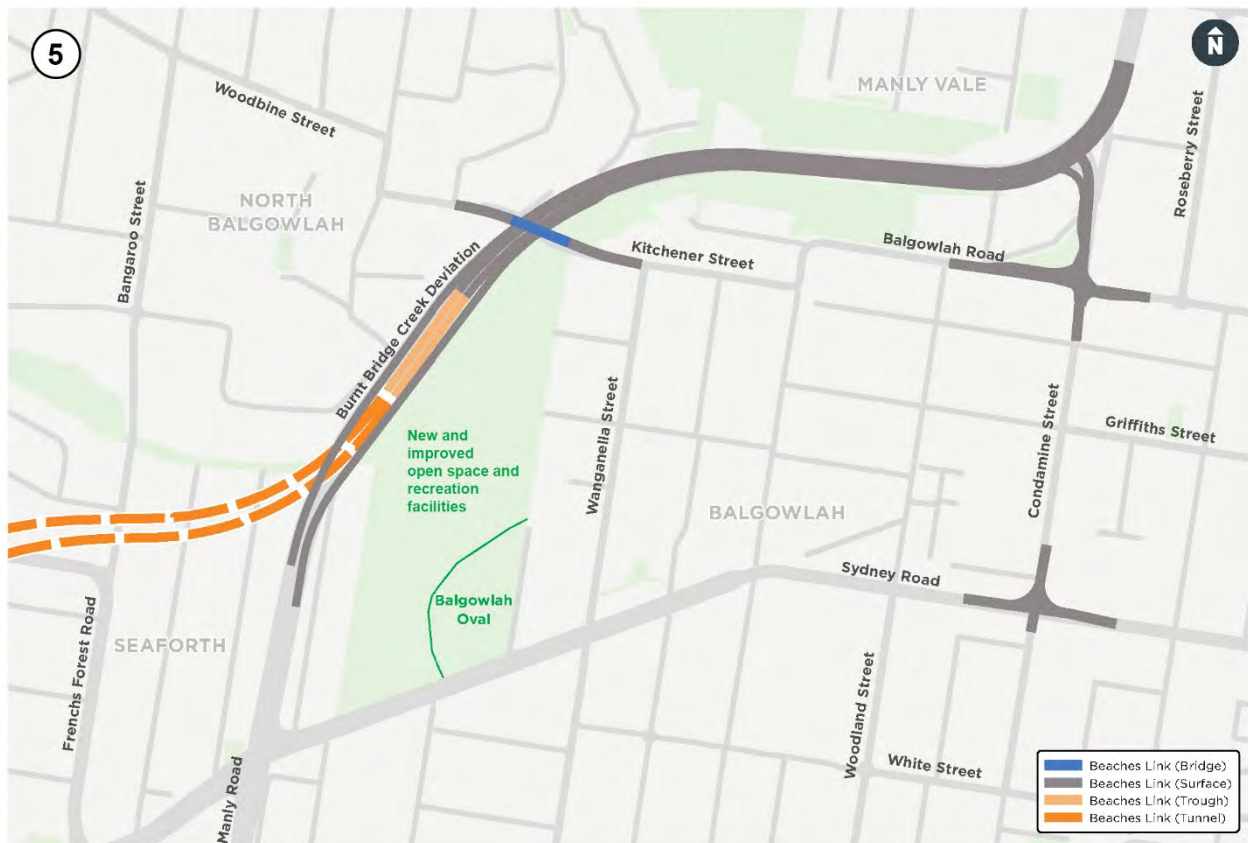 5
N
MANLY VALE
Woodbine Street
Roseberry Street
NORTH
BALGOWLAH
Bangaroo Street
Burnt Bridge Creek Deviation
Kitchener Street
Balgowlah Road
Wanganella Street
Condamine Street
Griffiths Street
New and
improved
open space and
recreation
facilities
BALGOWLAH
Sydney Road
Balgowlah
Oval
SEAFORTH
Frenchs Forest Road
Manly Road
Woodland Street
White Street
Beaches Link (Bridge)
Beaches Link (Surface)
Beaches Link (Trough)
Beaches Link (Tunnel)